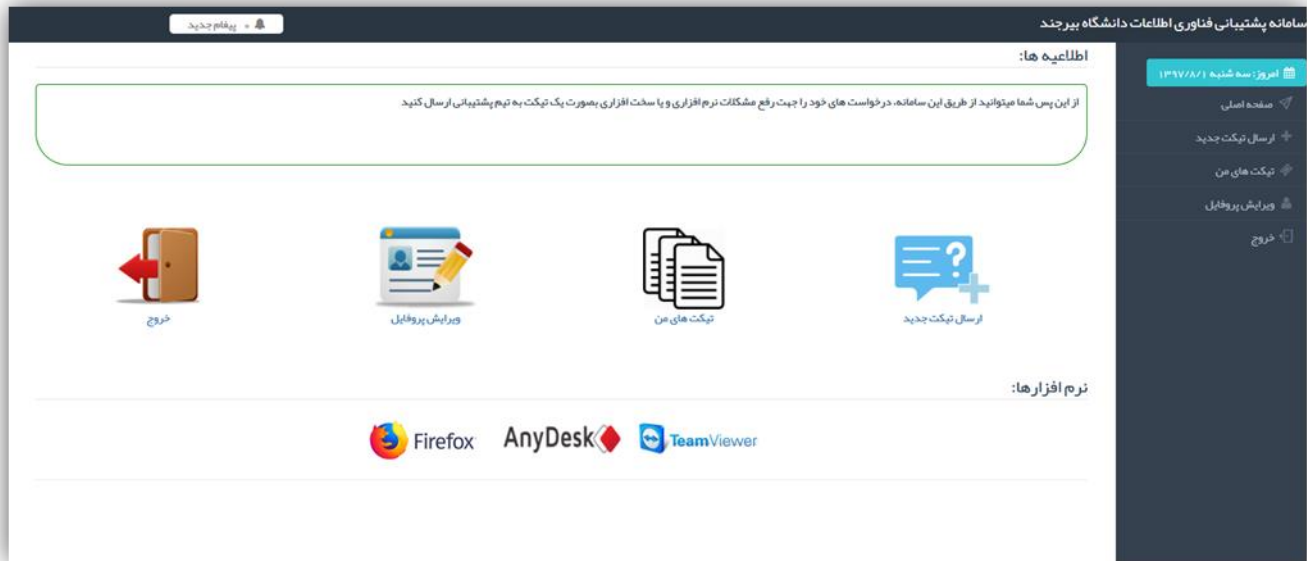 سامانه پشتیبانی فناوری اطلاعات دانشگاه بیرجند
۰ پیغام جدید
امروز: سه شنبه ۱۳۹۷/۸/۱
صفحه اصلی
ارسال تیکت جدید
تیکت های من
ویرایش پروفایل
خروج
اطلاعیه ها:
از این پس شما میتوانید از طریق این سامانه، درخواست های خود را جهت رفع مشکلات نرم افزاری و یا سخت افزاری بصورت یک تیکت به تیم پشتیبانی ارسال کنید
ارسال تیکت جدید
تیکت های من
ویرایش پروفایل
خروج
نرم افزار ها:
TeamViewer
AnyDesk
Firefox